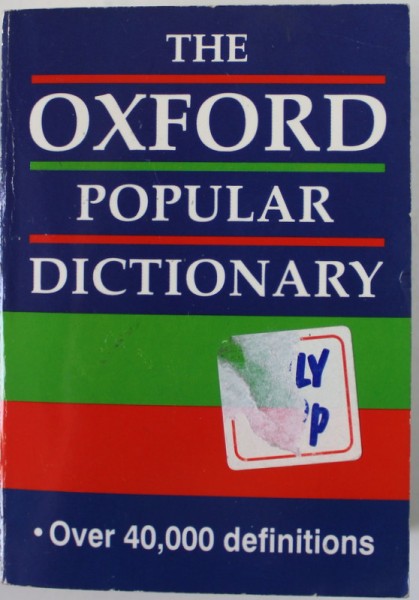 THE
OXFORD
POPULAR
DICTIONARY
LY
P
• Over 40,000 definitions